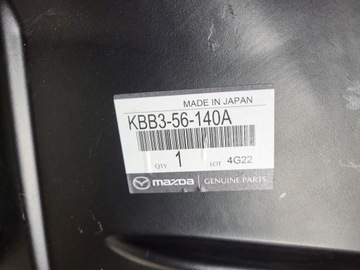 MADE IN JAPAN
KBB3-56-140A
QTY 1 LOT 4G22
mazda GENUINE PARTS